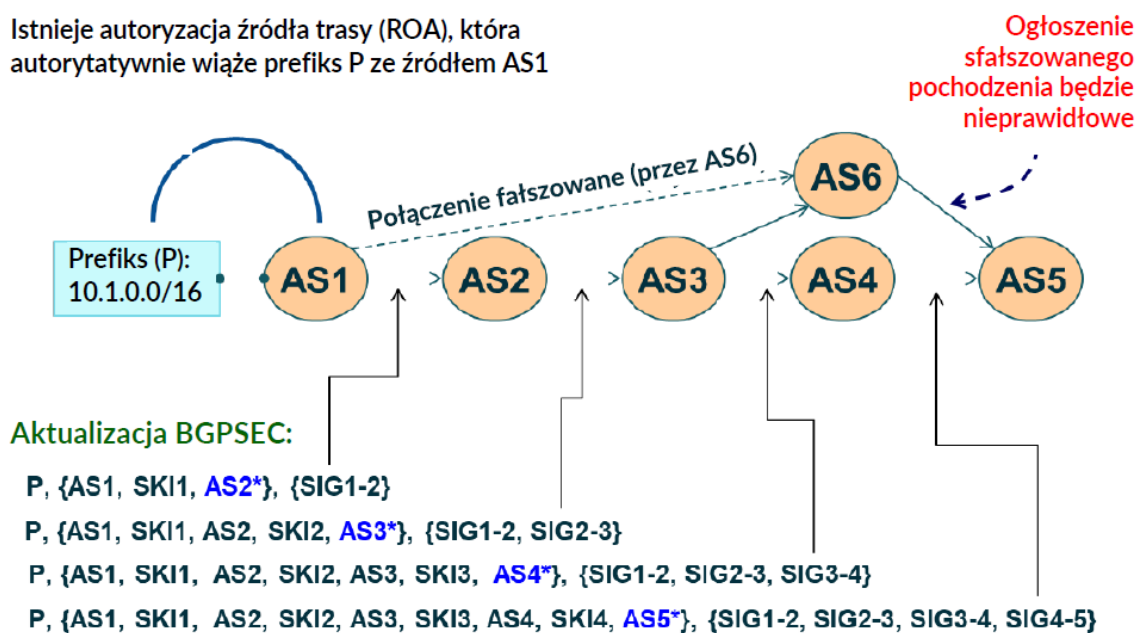 Istnieje autoryzacja źródła trasy (ROA), która
autorytatywnie wiąże prefiks P ze źródłem AS1
Ogłoszenie
sfałszowanego
pochodzenia będzie
nieprawidłowe
Połączenie fałszowane (przez AS6)
AS6
Prefiks (P):
10.1.0.0/16
AS1
AS2
AS3
AS4
AS5
Aktualizacja BGPSEC:
P, {AS1, SKI1, AS2*}, {SIG1-2}
P, {AS1, SKI1, AS2, SKI2, AS3*}, {SIG1-2, SIG2-3}
P, {AS1, SKI1, AS2, SKI2, AS3, SKI3, AS4*}, {SIG1-2, SIG2-3, SIG3-4}
P, {AS1, SKI1, AS2, SKI2, AS3, SKI3, AS4, SKI4, AS5*}, {SIG1-2, SIG2-3, SIG3-4, SIG4-5}